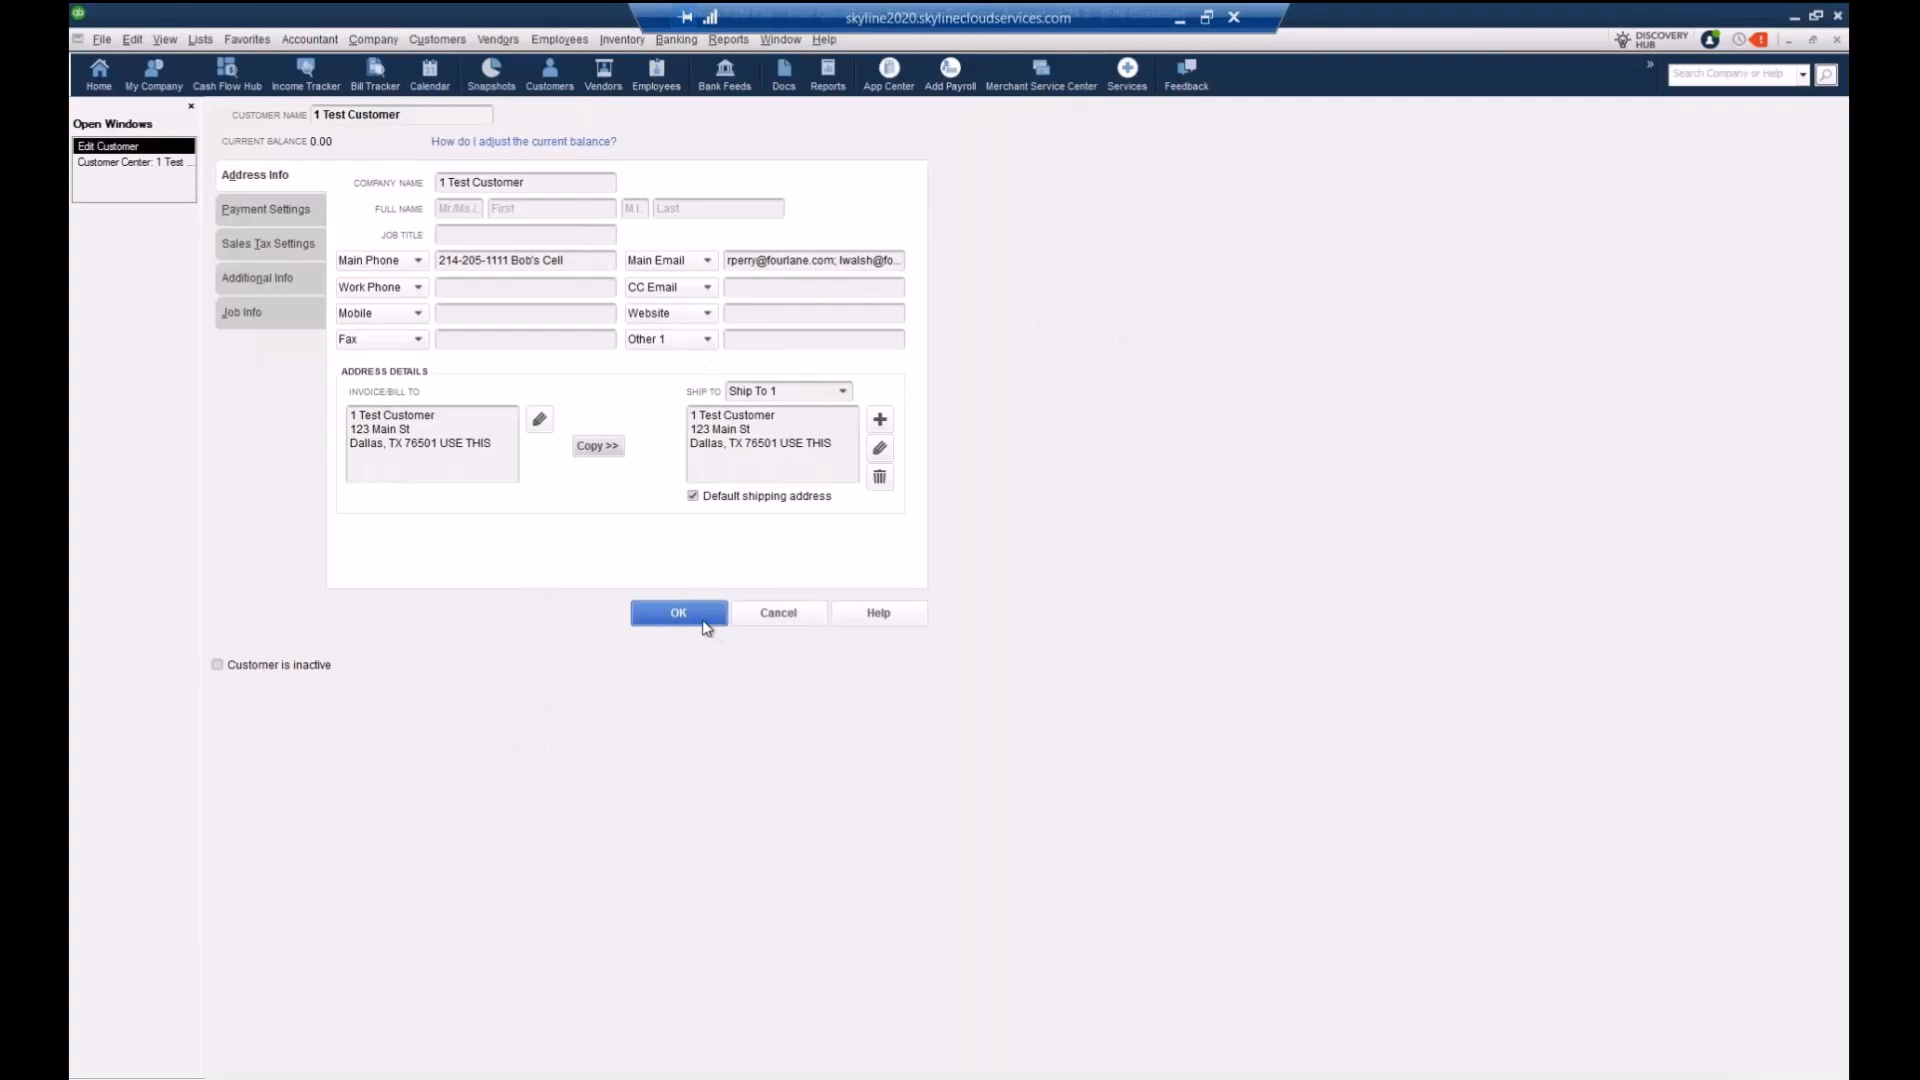 skyline2020.skylinecloudservices.com
File Edit View Lists Favorites Accountant Company Customers Vendors Employees Inventory Banking Reports Window Help
DISCOVERY HUB
Home My Company Cash Flow Hub Income Tracker Bill Tracker Calendar Snapshots Customers Vendors Employees Bank Feeds Docs Reports App Center Add Payroll Merchant Service Center Services Feedback
Search Company or Help
Open Windows
Edit Customer
Customer Center: 1 Test ...
CUSTOMER NAME 1 Test Customer
CURRENT BALANCE 0.00 How do I adjust the current balance?
Address Info
Payment Settings
Sales Tax Settings
Additional Info
Job Info
COMPANY NAME 1 Test Customer
FULL NAME Mr./Ms./. First M.I. Last
JOB TITLE
Main Phone 214-205-1111 Bob's Cell Main Email rperry@fourlane.com; lwalsh@fo...
Work Phone CC Email
Mobile Website
Fax Other 1
ADDRESS DETAILS
INVOICE/BILL TO
1 Test Customer
123 Main St
Dallas, TX 76501 USE THIS
Copy >>
SHIP TO Ship To 1
1 Test Customer
123 Main St
Dallas, TX 76501 USE THIS
Default shipping address
OK Cancel Help
Customer is inactive